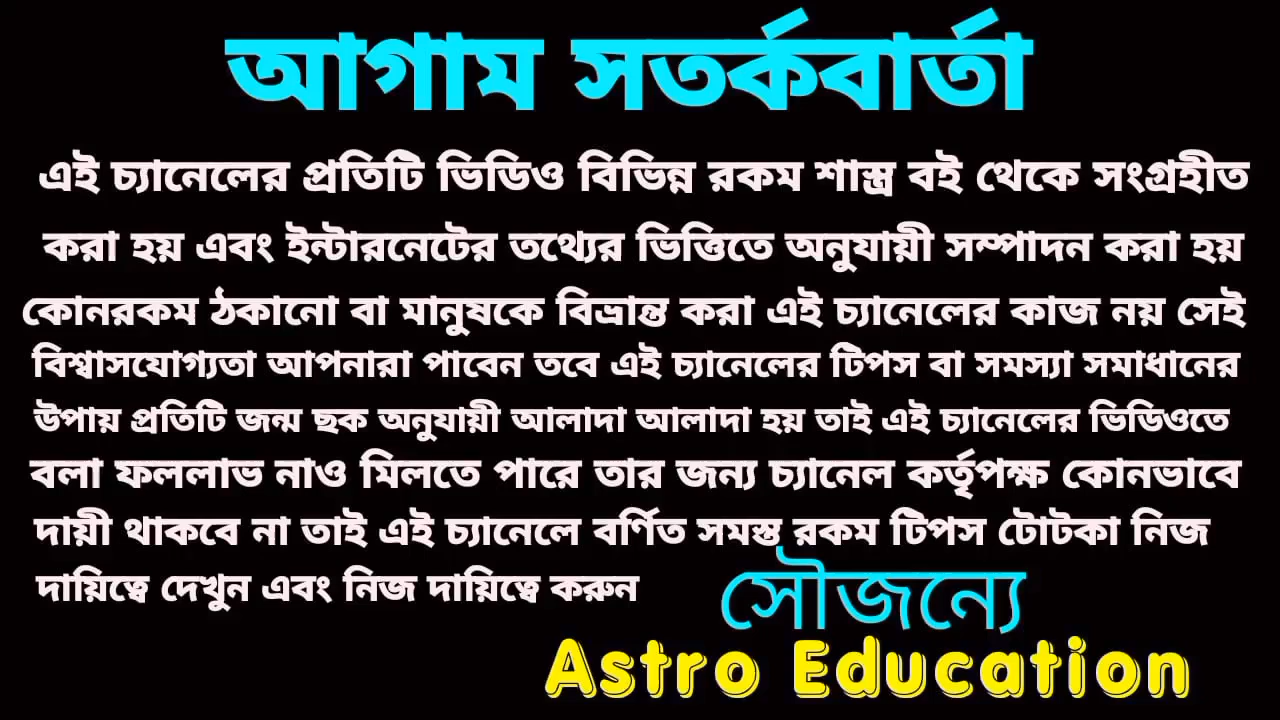 আগাম সতর্কবার্তা
এই চ্যানেলের প্রতিটি ভিডিও বিভিন্ন রকম শাস্ত্র বই থেকে সংগ্রহীত
করা হয় এবং ইন্টারনেটের তথ্যের ভিত্তিতে অনুযায়ী সম্পাদন করা হয়
কোনরকম ঠকানো বা মানুষকে বিভ্রান্ত করা এই চ্যানেলের কাজ নয় সেই
বিশ্বাসযোগ্যতা আপনারা পাবেন তবে এই চ্যানেলের টিপস বা সমস্যা সমাধানের
উপায় প্রতিটি জন্ম ছক অনুযায়ী আলাদা আলাদা হয় তাই এই চ্যানেলের ভিডিওতে
বলা ফললাভ নাও মিলতে পারে তার জন্য চ্যানেল কর্তৃপক্ষ কোনভাবে
দায়ী থাকবে না তাই এই চ্যানেলে বর্ণিত সমস্ত রকম টিপস টোটকা নিজ
দায়িত্বে দেখুন এবং নিজ দায়িত্বে করুন
সৌজন্যে
Astro Education